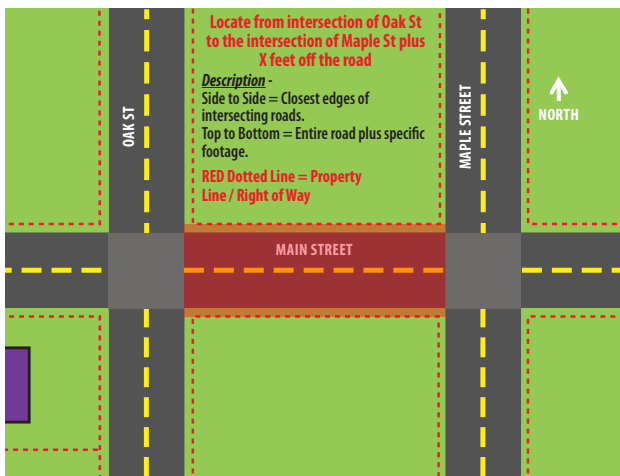 Locate from intersection of Oak St
to the intersection of Maple St plus
X feet off the road
Description -
Side to Side = Closest edges of
intersecting roads.
Top to Bottom = Entire road plus specific
footage.
RED Dotted Line = Property
Line / Right of Way
OAK ST
MAPLE STREET
NORTH
MAIN STREET